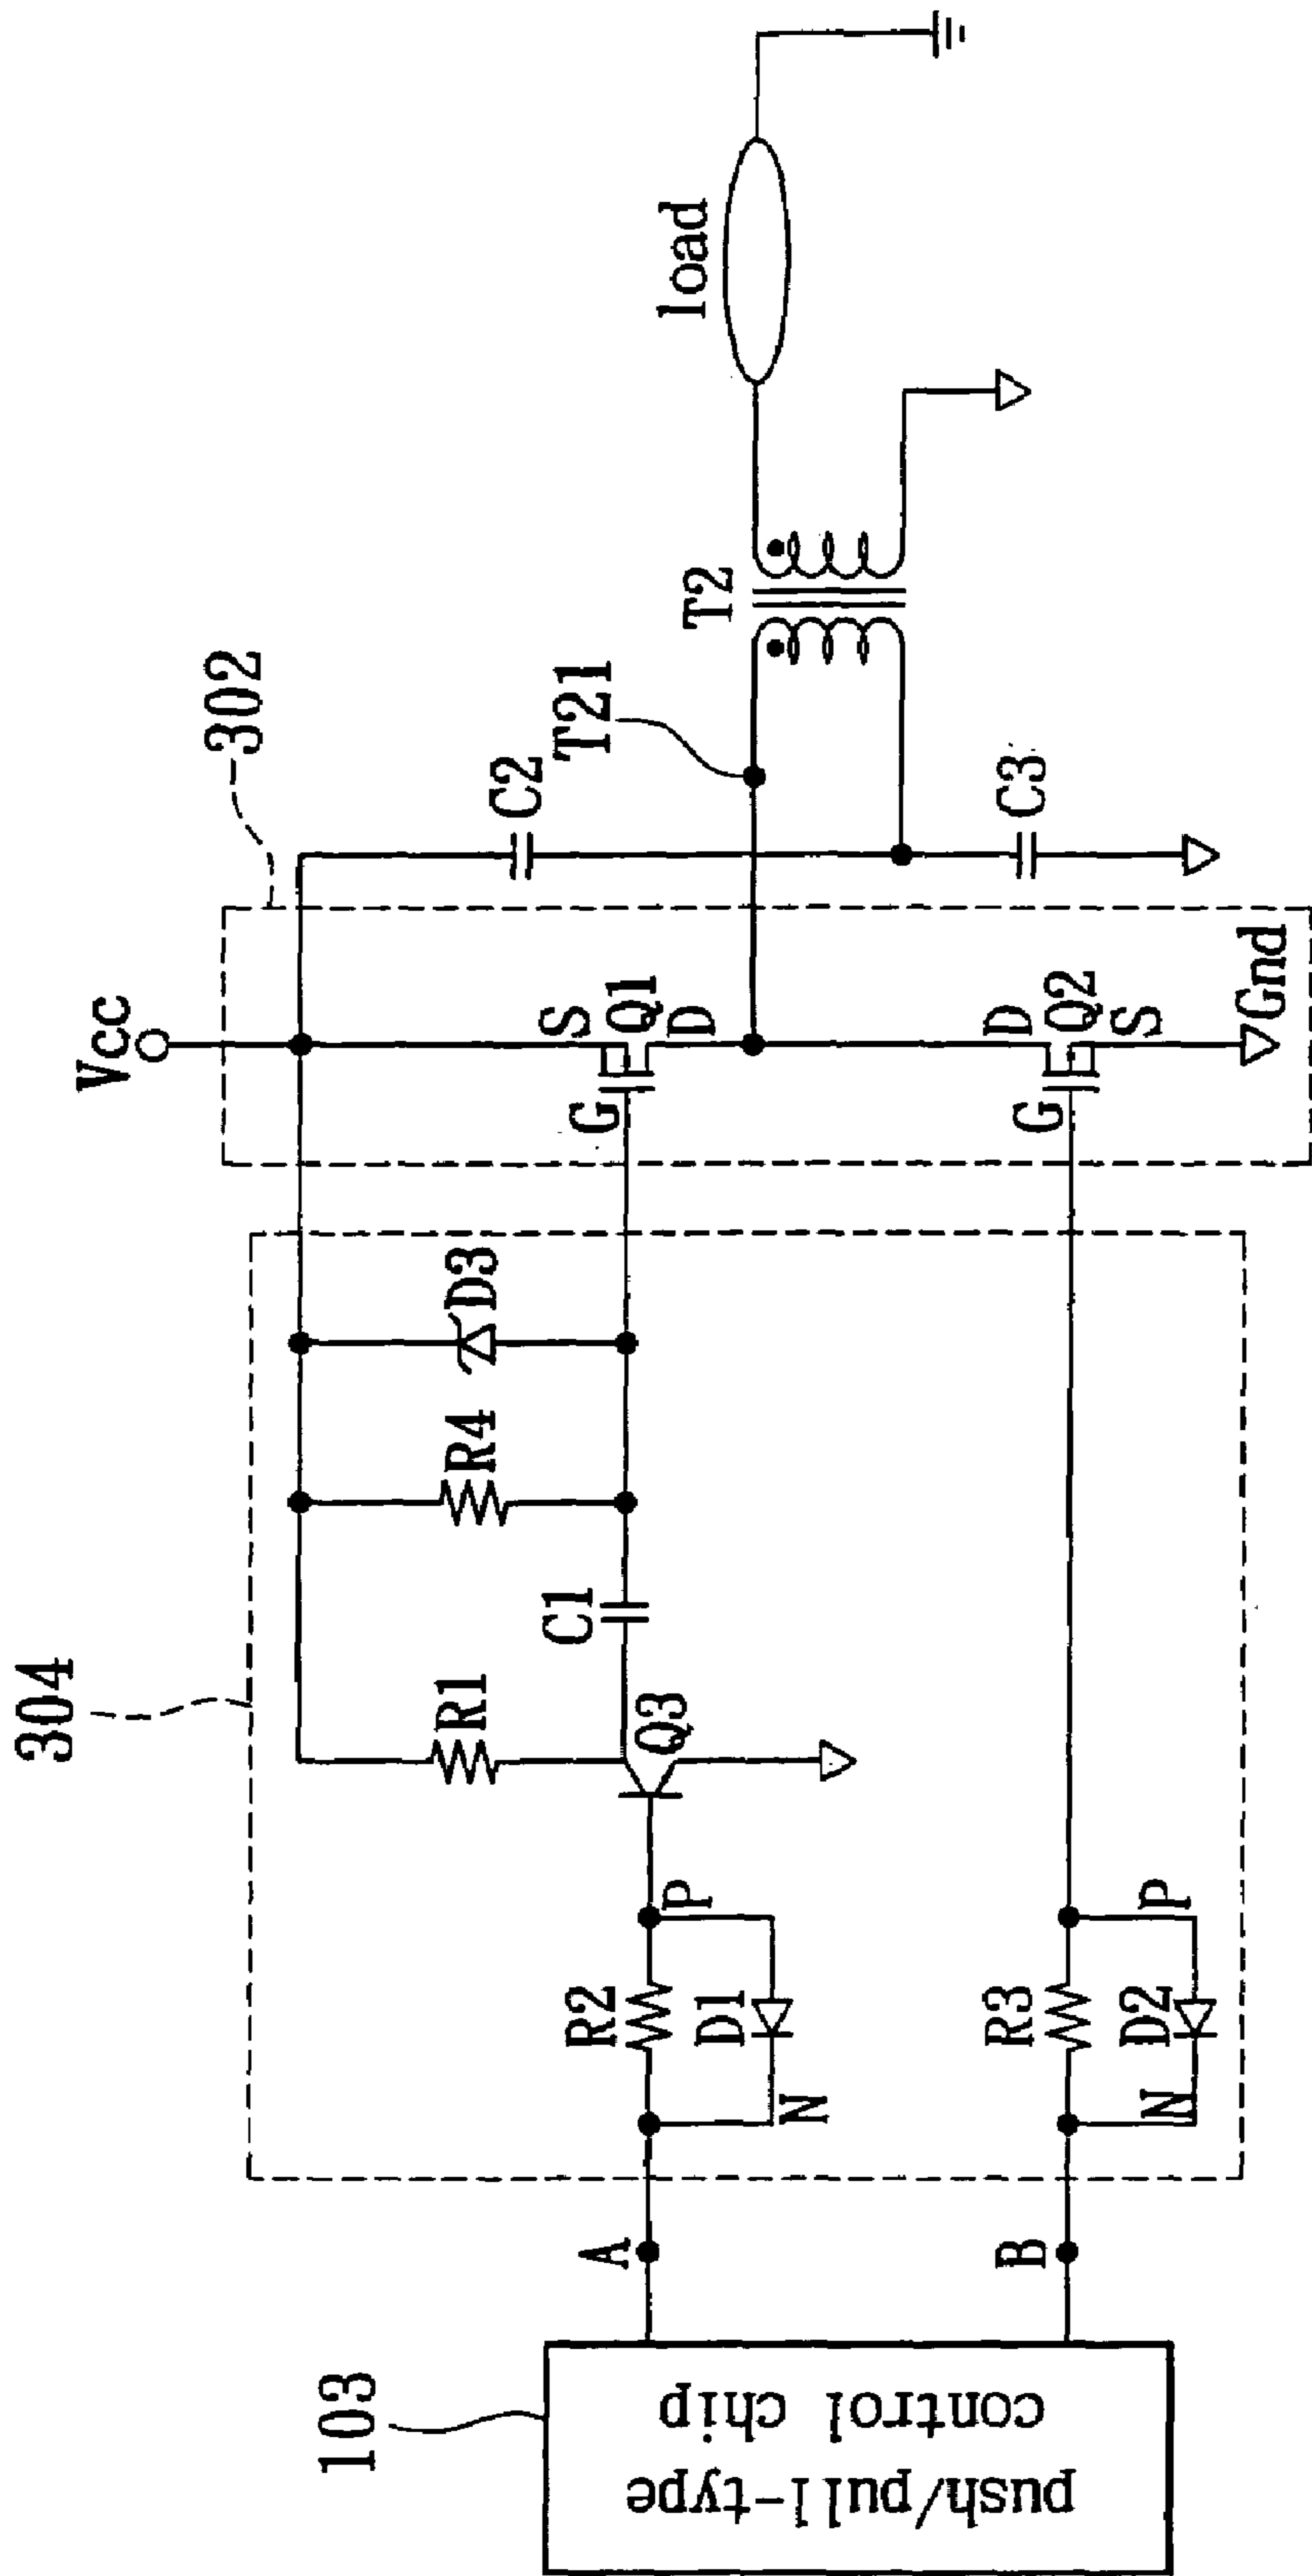 Vcc
302
304
103
push/pull-type
control chip
A
B
R2
D1
N
P
R3
D2
N
P
R1
Q3
C1
R4
D3
G
S
Q1
D
G
D
Q2
S
Gnd
C2
C3
T21
T2
load